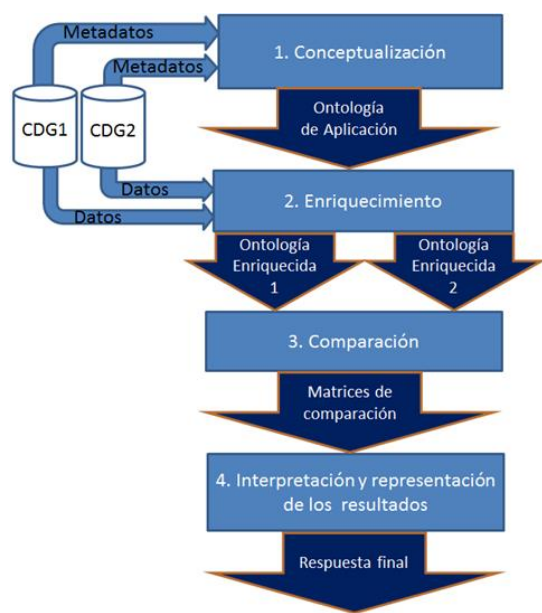 Metadatos
1. Conceptualización
Metadatos
CDG1
CDG2
Ontología
de Aplicación
Datos
Datos
2. Enriquecimiento
Ontología
Enriquecida
1
Ontología
Enriquecida
2
3. Comparación
Matrices de
comparación
4. Interpretación y representación
de los resultados
Respuesta final